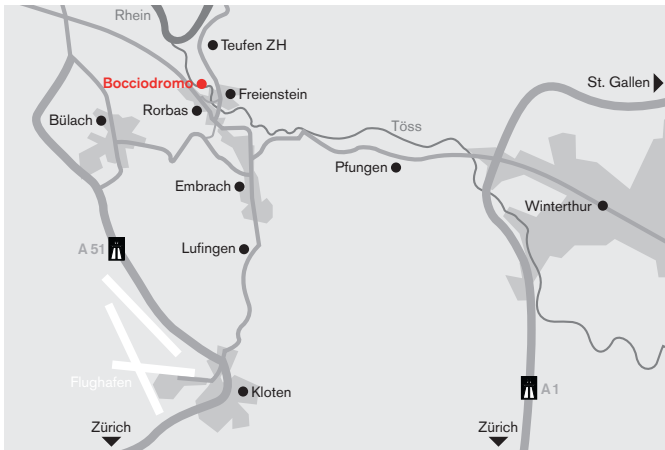 Rhein
Teufen ZH
Bocciodromo
Freienstein
St. Gallen
Rorbas
Bülach
Töss
Pfungen
Embrach
Winterthur
A 51
Lufingen
Flughafen
Kloten
A 1
Zürich
Zürich